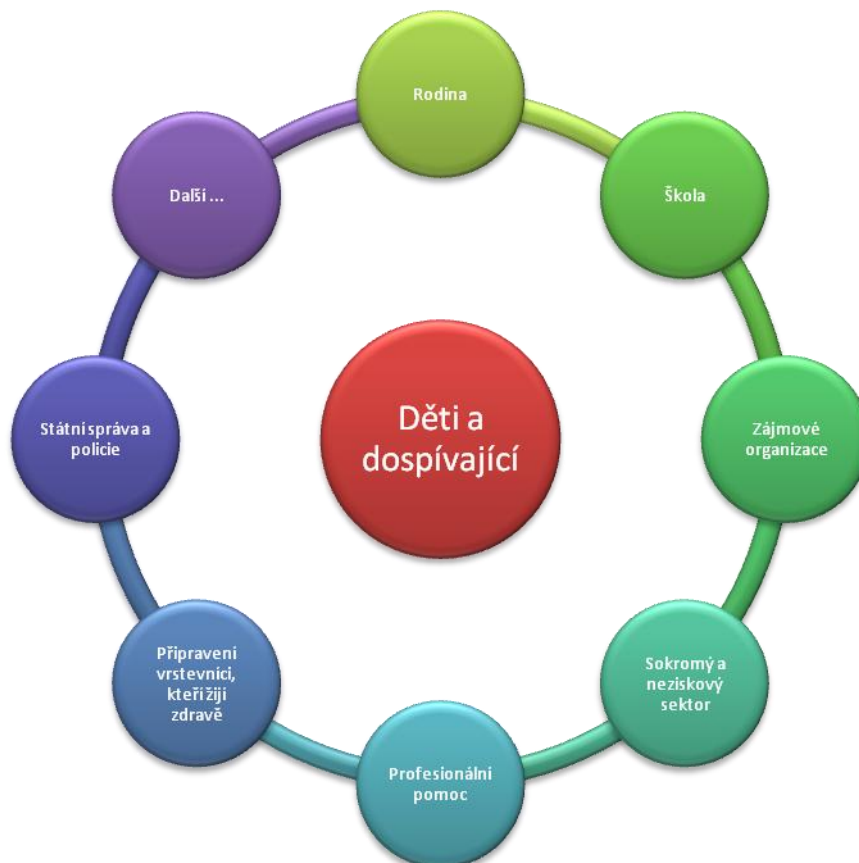 Rodina
Škola
Zájmové
organizace
Sokromý a
neziskový
sektor
Profesionální
pomoc
Připravení
vrstevníci,
kteří žijí
zdravě
Státní správa a
policie
Další ...
Děti a
dospívající